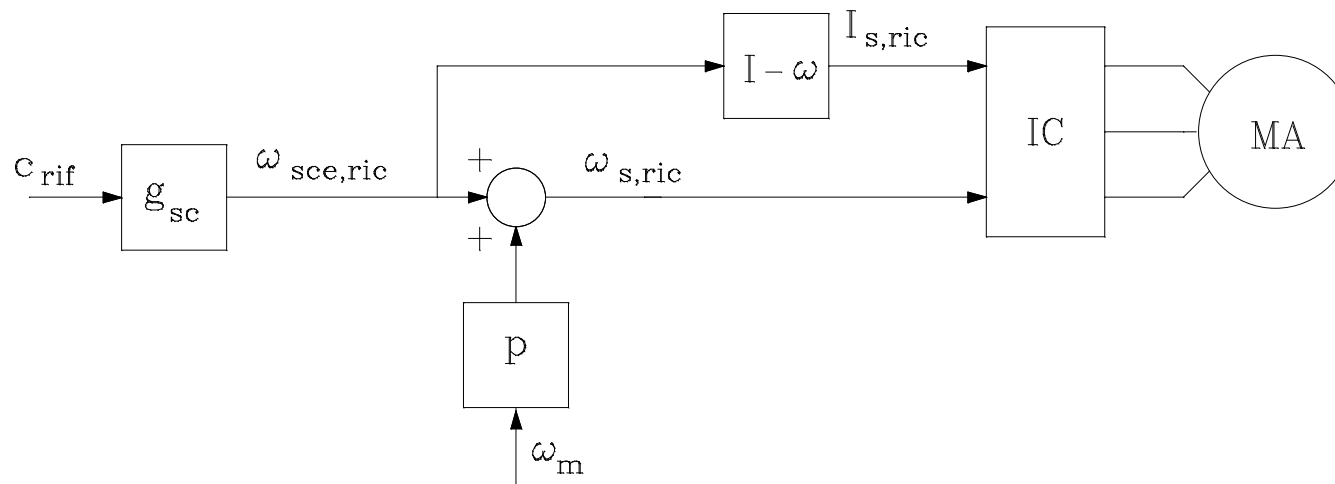 I s,ric
I – ω
IC
MA
c rif
g sc
ω sce,ric
+
+
ω s,ric
p
ω m